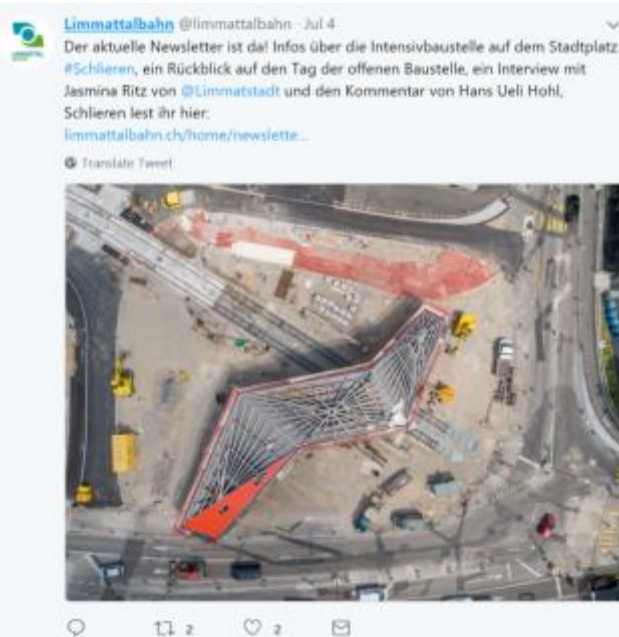 Limmattalbahn @limmattalbahn · Jul 4
Der aktuelle Newsletter ist da! Infos über die Intensivbaustelle auf dem Stadtplatz
#Schlieren, ein Rückblick auf den Tag der offenen Baustelle, ein Interview mit
Jasmina Ritz von @Limmatstadt und den Kommentar von Hans Ueli Hohl,
Schlieren lest ihr hier:
limmattalbahn.ch/home/newslette...
Translate Tweet
2 2